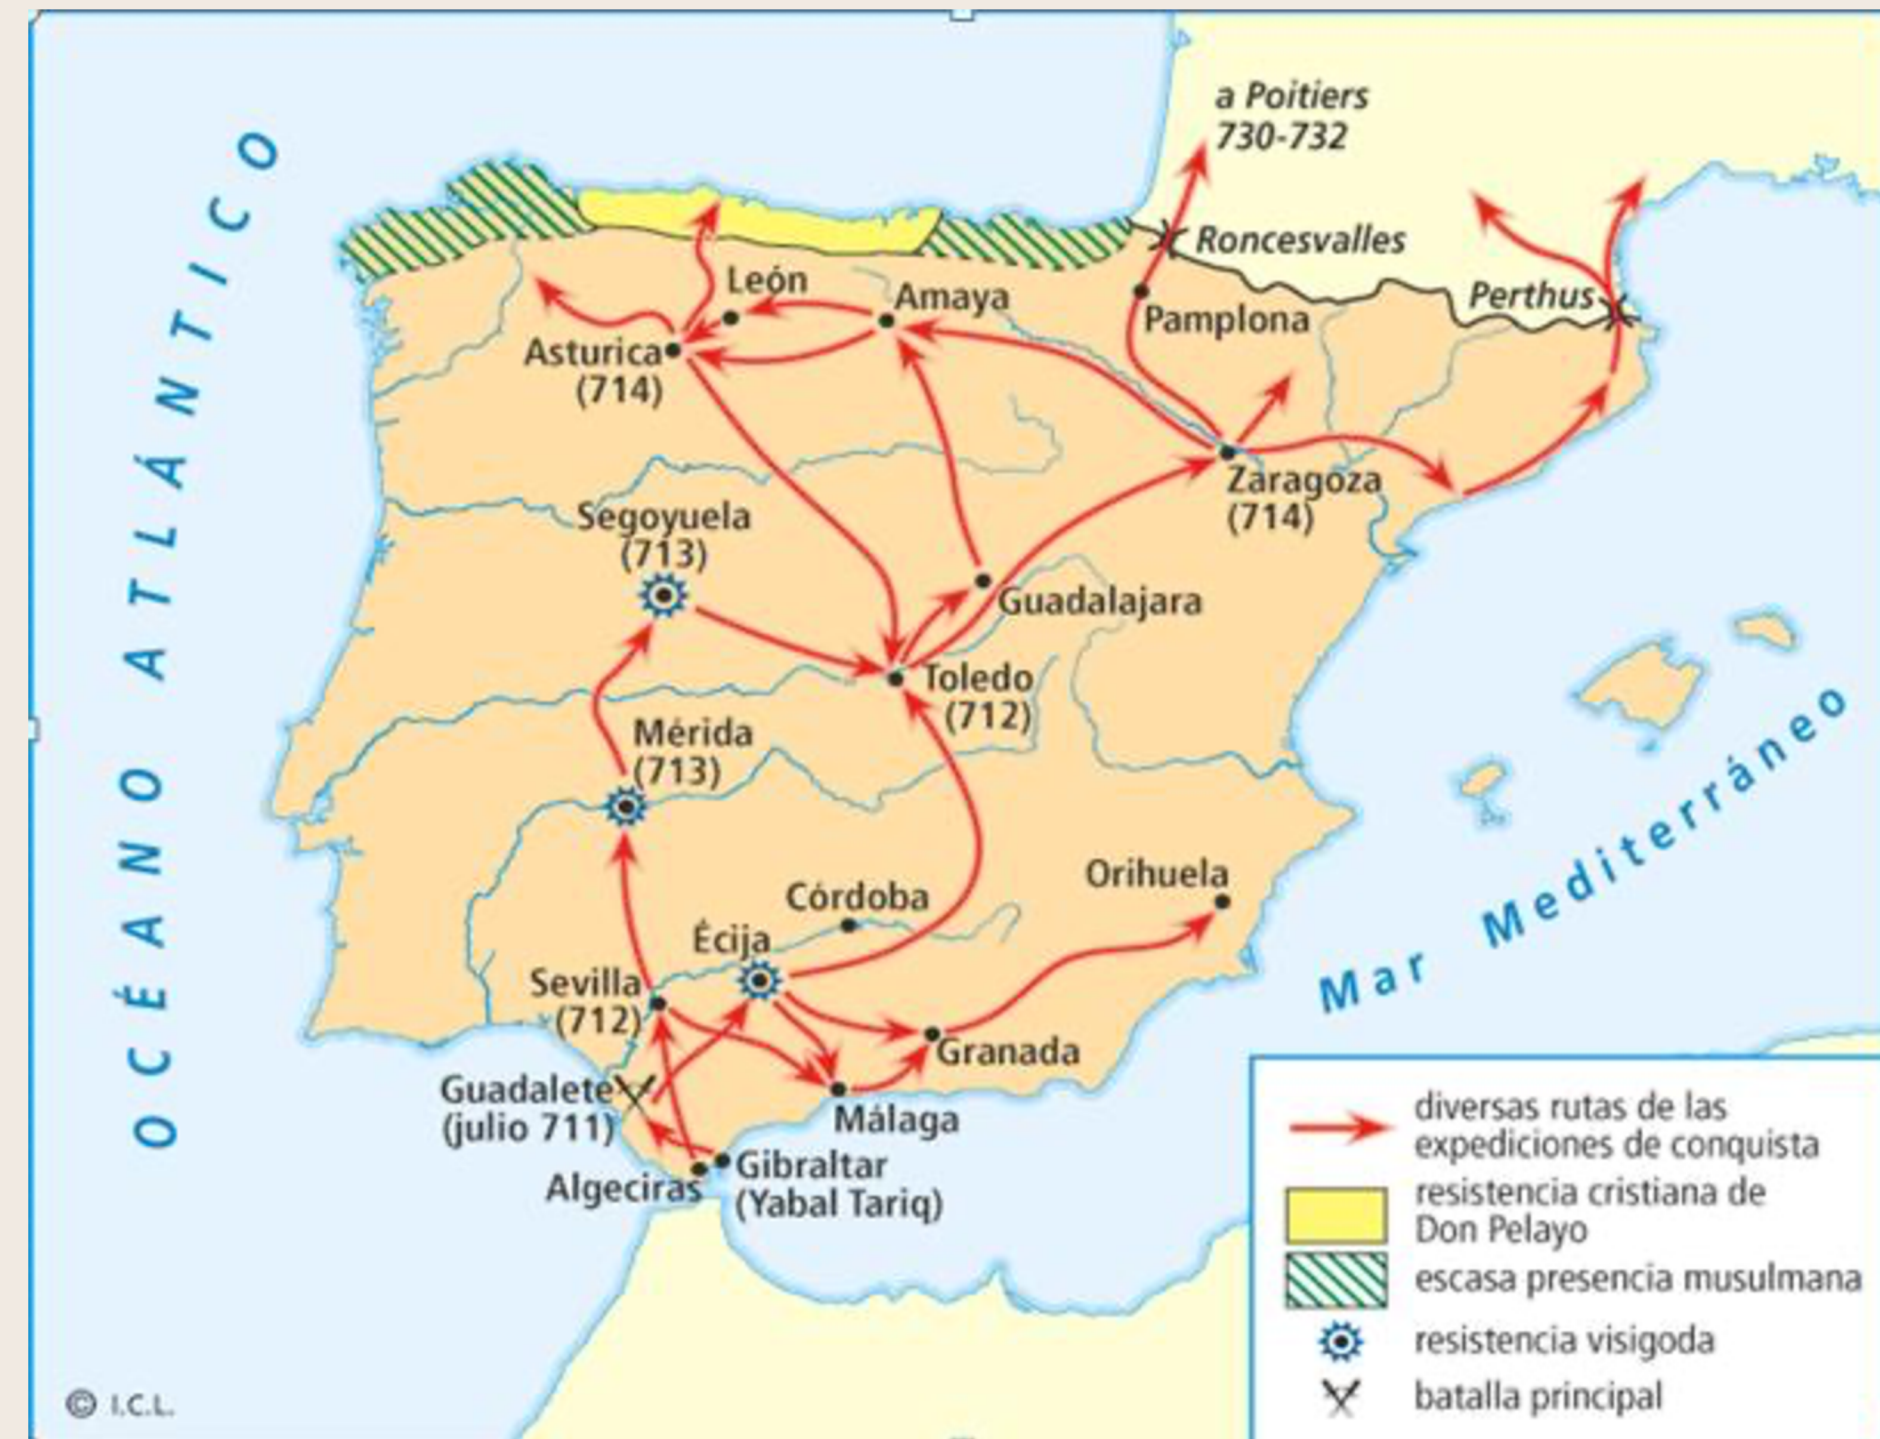 a Poitiers
730-732
Roncesvalles
Perthus
León
Amaya
Pamplona
Asturica
(714)
Zaragoza
(714)
Segoyuela
(713)
Guadalajara
Toledo
(712)
Mérida
(713)
Orihuela
Córdoba
Écija
Sevilla
(712)
Granada
Guadalete
(julio 711)
Málaga
Gibraltar
(Yabal Tariq)
Algeciras
OCÉANO ATLÁNTICO
Mar Mediterráneo
diversas rutas de las
expediciones de conquista
resistencia cristiana de
Don Pelayo
escasa presencia musulmana
resistencia visigoda
batalla principal
© I.C.L.